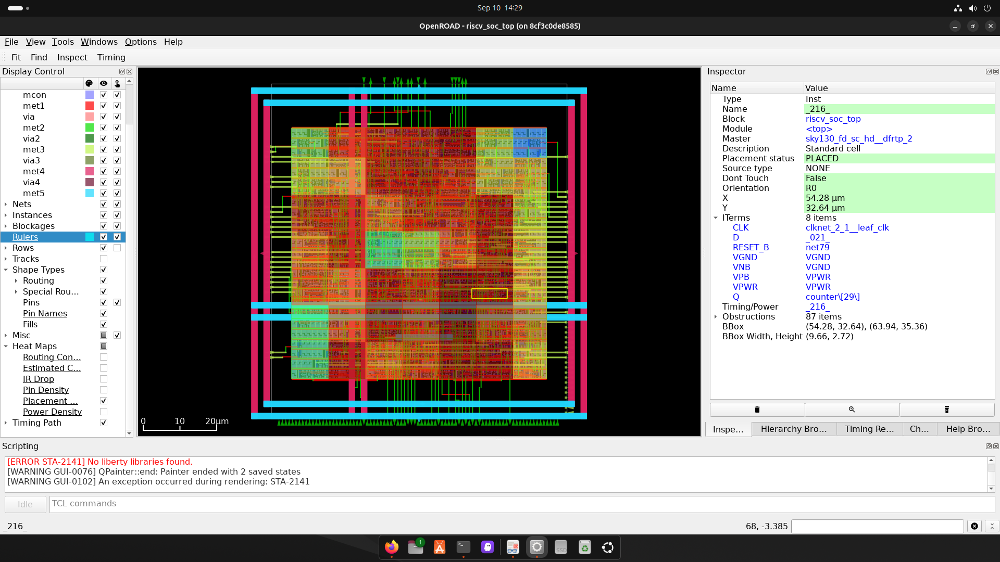 Sep 10 14:29
OpenROAD - riscv_soc_top (on 8cf3c0de8585)
File View Tools Windows Options Help
Fit Find Inspect Timing
Display Control
mcon
met1
via
met2
via2
met3
via3
met4
via4
met5
Nets
Instances
Blockages
Rulers
Rows
Tracks
Shape Types
Routing
Special Rou...
Pins
Pin Names
Fills
Misc
Heat Maps
Routing Con...
Estimated C...
IR Drop
Pin Density
Placement ...
Power Density
Timing Path
0 10 20μm
Inspector
Name Value
Type Inst
Name _216_
Block riscv_soc_top
Module <top>
Master sky130_fd_sc_hd__dfrtp_2
Description Standard cell
Placement status PLACED
Source type NONE
Dont Touch False
Orientation R0
X 54.28 μm
Y 32.64 μm
ITerms 8 items
CLK clknet_2_1__leaf_clk
D _021_
RESET_B net79
VGND VGND
VNB VGND
VPB VPWR
VPWR VPWR
Q counter\[29\]
Timing/Power _216_
Obstructions 87 items
BBox (54.28, 32.64), (63.94, 35.36)
BBox Width, Height (9.66, 2.72)
Inspe... Hierarchy Bro... Timing Re... Ch... Help Bro...
Scripting
[ERROR STA-2141] No liberty libraries found.
[WARNING GUI-0076] QPainter::end: Painter ended with 2 saved states
[WARNING GUI-0102] An exception occurred during rendering: STA-2141
Idle TCL commands
_216_ 68, -3.385
1
SSD